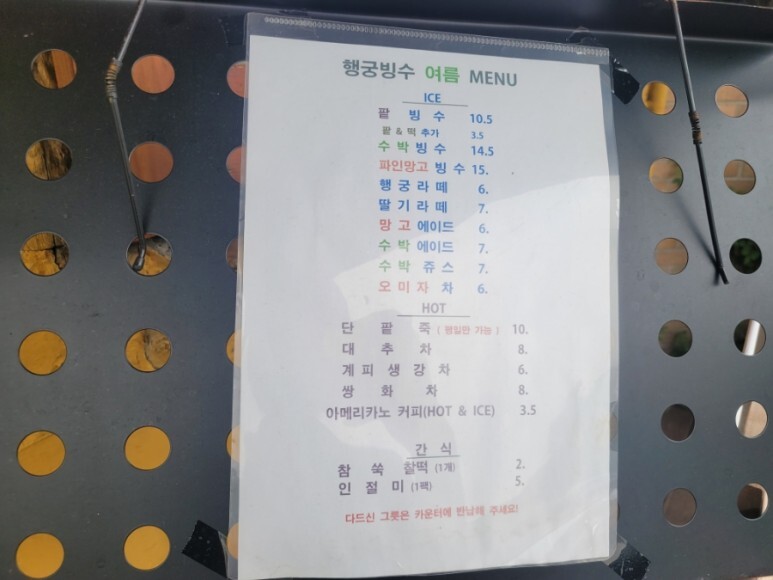 행궁빙수 여름 MENU
ICE
팥 빙 수 10.5
팥 & 떡 추가 3.5
수 박 빙 수 14.5
파인망고 빙 수 15.
행 궁 라 떼 6.
딸 기 라 떼 7.
망 고 에이드 6.
수 박 에이드 7.
수 박 쥬 스 7.
오 미 자 차 6.
HOT
단 팥 죽 ( 평일만 가능 ) 10.
대 추 차 8.
계 피 생 강 차 6.
쌍 화 차 8.
아메리카노 커피(HOT & ICE) 3.5
간 식
참 쑥 찰떡 (1개) 2.
인 절 미 (1팩) 5.
다드신 그릇은 카운터에 반납해 주세요!